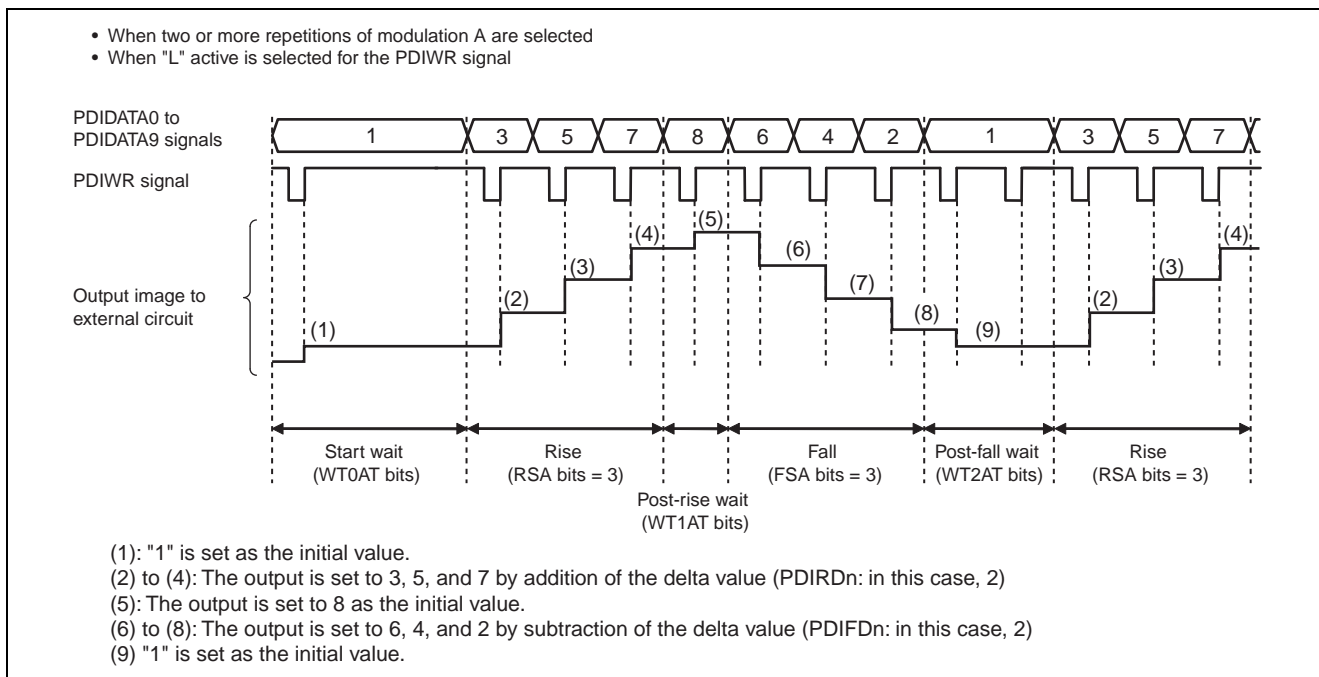 • When two or more repetitions of modulation A are selected
• When "L" active is selected for the PDIWR signal
PDIDATA0 to
PDIDATA9 signals
1 3 5 7 8 6 4 2 1 3 5 7
PDIWR signal
Output image to
external circuit
(1) (2) (3) (4) (5) (6) (7) (8) (9) (2) (3) (4)
Start wait
(WT0AT bits)
Rise
(RSA bits = 3)
Post-rise wait
(WT1AT bits)
Fall
(FSA bits = 3)
Post-fall wait
(WT2AT bits)
Rise
(RSA bits = 3)
(1): "1" is set as the initial value.
(2) to (4): The output is set to 3, 5, and 7 by addition of the delta value (PDIRDn: in this case, 2)
(5): The output is set to 8 as the initial value.
(6) to (8): The output is set to 6, 4, and 2 by subtraction of the delta value (PDIFDn: in this case, 2)
(9) "1" is set as the initial value.